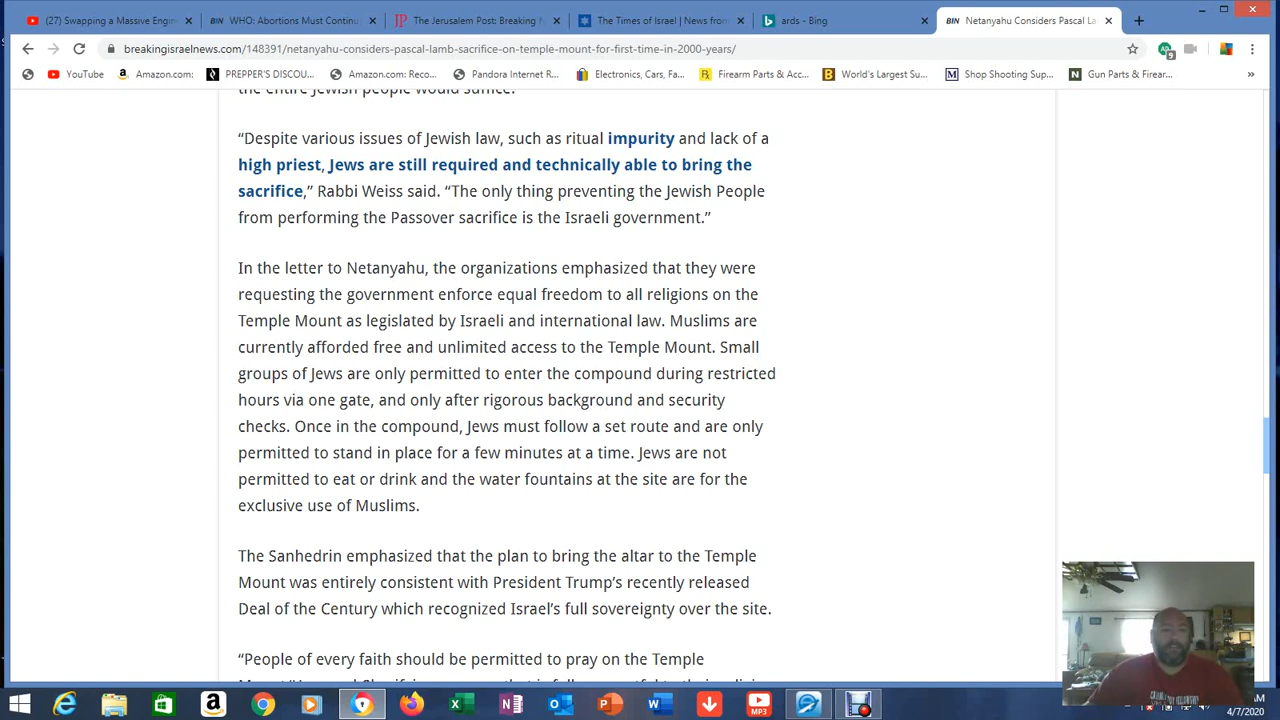 (27) Swapping a Massive Engin
WHO: Abortions Must Continu
The Jerusalem Post: Breaking N
The Times of Israel | News from
ards - Bing
Netanyahu Considers Pascal La
breakingisraelnews.com/148391/netanyahu-considers-pascal-lamb-sacrifice-on-temple-mount-for-first-time-in-2000-years/
YouTube
Amazon.com:
PREPPER'S DISCOU...
Amazon.com: Reco...
Pandora Internet R...
Electronics, Cars, Fa...
Firearm Parts & Acc...
World's Largest Su...
Shop Shooting Sup...
Gun Parts & Firear...
the entire Jewish people would suffice.
“Despite various issues of Jewish law, such as ritual impurity and lack of a
high priest, Jews are still required and technically able to bring the
sacrifice,” Rabbi Weiss said. “The only thing preventing the Jewish People
from performing the Passover sacrifice is the Israeli government.”
In the letter to Netanyahu, the organizations emphasized that they were
requesting the government enforce equal freedom to all religions on the
Temple Mount as legislated by Israeli and international law. Muslims are
currently afforded free and unlimited access to the Temple Mount. Small
groups of Jews are only permitted to enter the compound during restricted
hours via one gate, and only after rigorous background and security
checks. Once in the compound, Jews must follow a set route and are only
permitted to stand in place for a few minutes at a time. Jews are not
permitted to eat or drink and the water fountains at the site are for the
exclusive use of Muslims.
The Sanhedrin emphasized that the plan to bring the altar to the Temple
Mount was entirely consistent with President Trump’s recently released
Deal of the Century which recognized Israel’s full sovereignty over the site.
“People of every faith should be permitted to pray on the Temple
4/7/2020